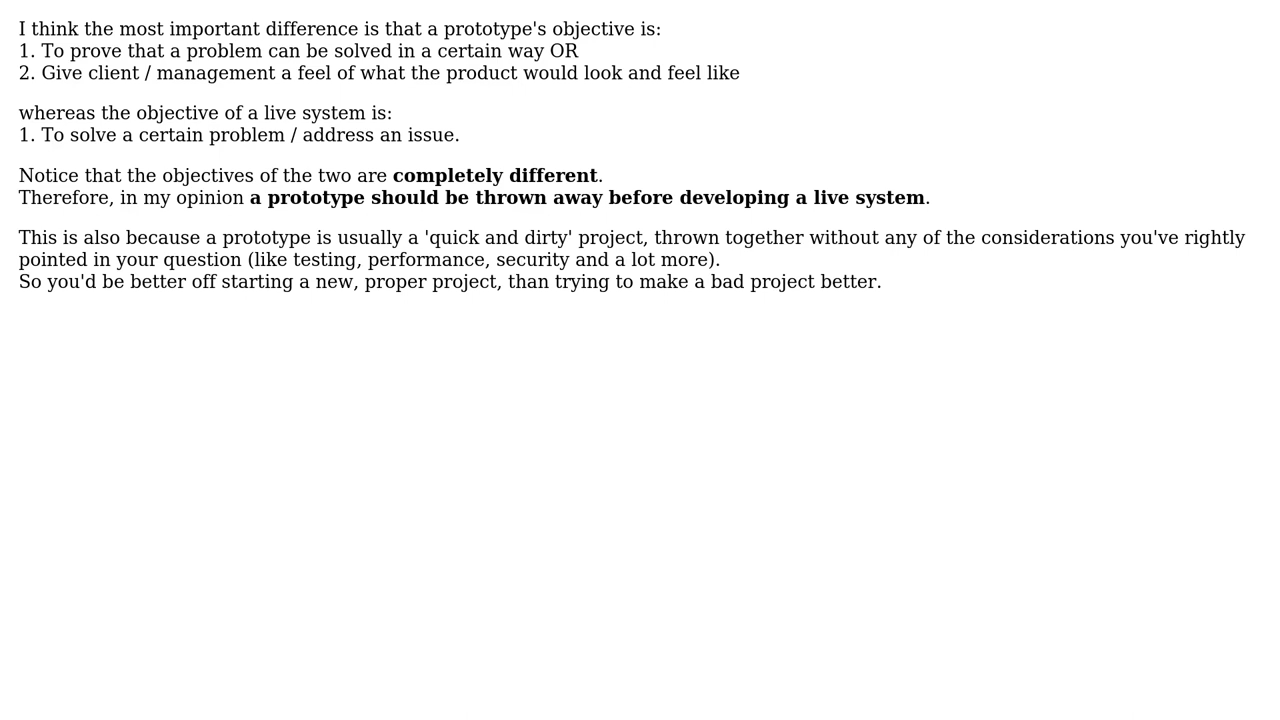 I think the most important difference is that a prototype's objective is:
1. To prove that a problem can be solved in a certain way OR
2. Give client / management a feel of what the product would look and feel like
whereas the objective of a live system is:
1. To solve a certain problem / address an issue.
Notice that the objectives of the two are completely different.
Therefore, in my opinion a prototype should be thrown away before developing a live system.
This is also because a prototype is usually a 'quick and dirty' project, thrown together without any of the considerations you've rightly
pointed in your question (like testing, performance, security and a lot more).
So you'd be better off starting a new, proper project, than trying to make a bad project better.